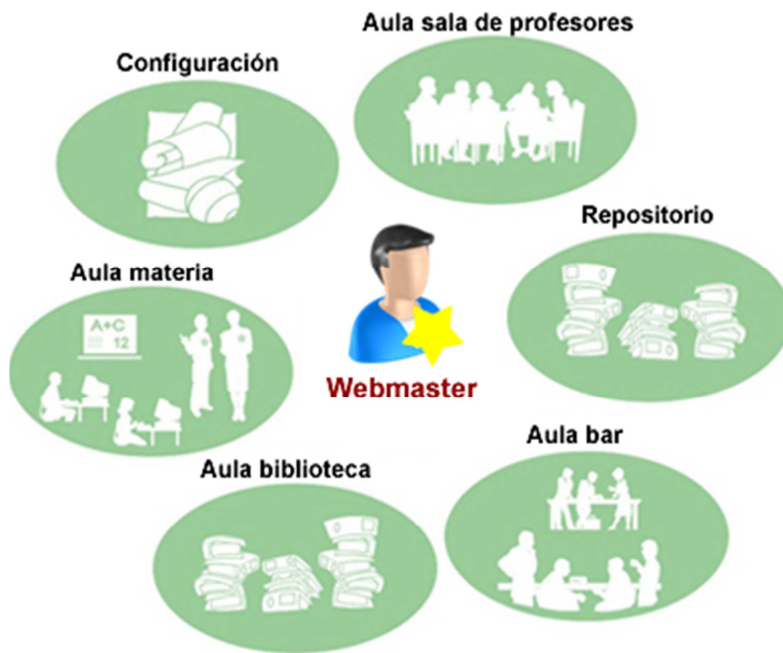 Aula sala de profesores
Configuración
Repositorio
Aula materia
A+C
12
Webmaster
Aula bar
Aula biblioteca